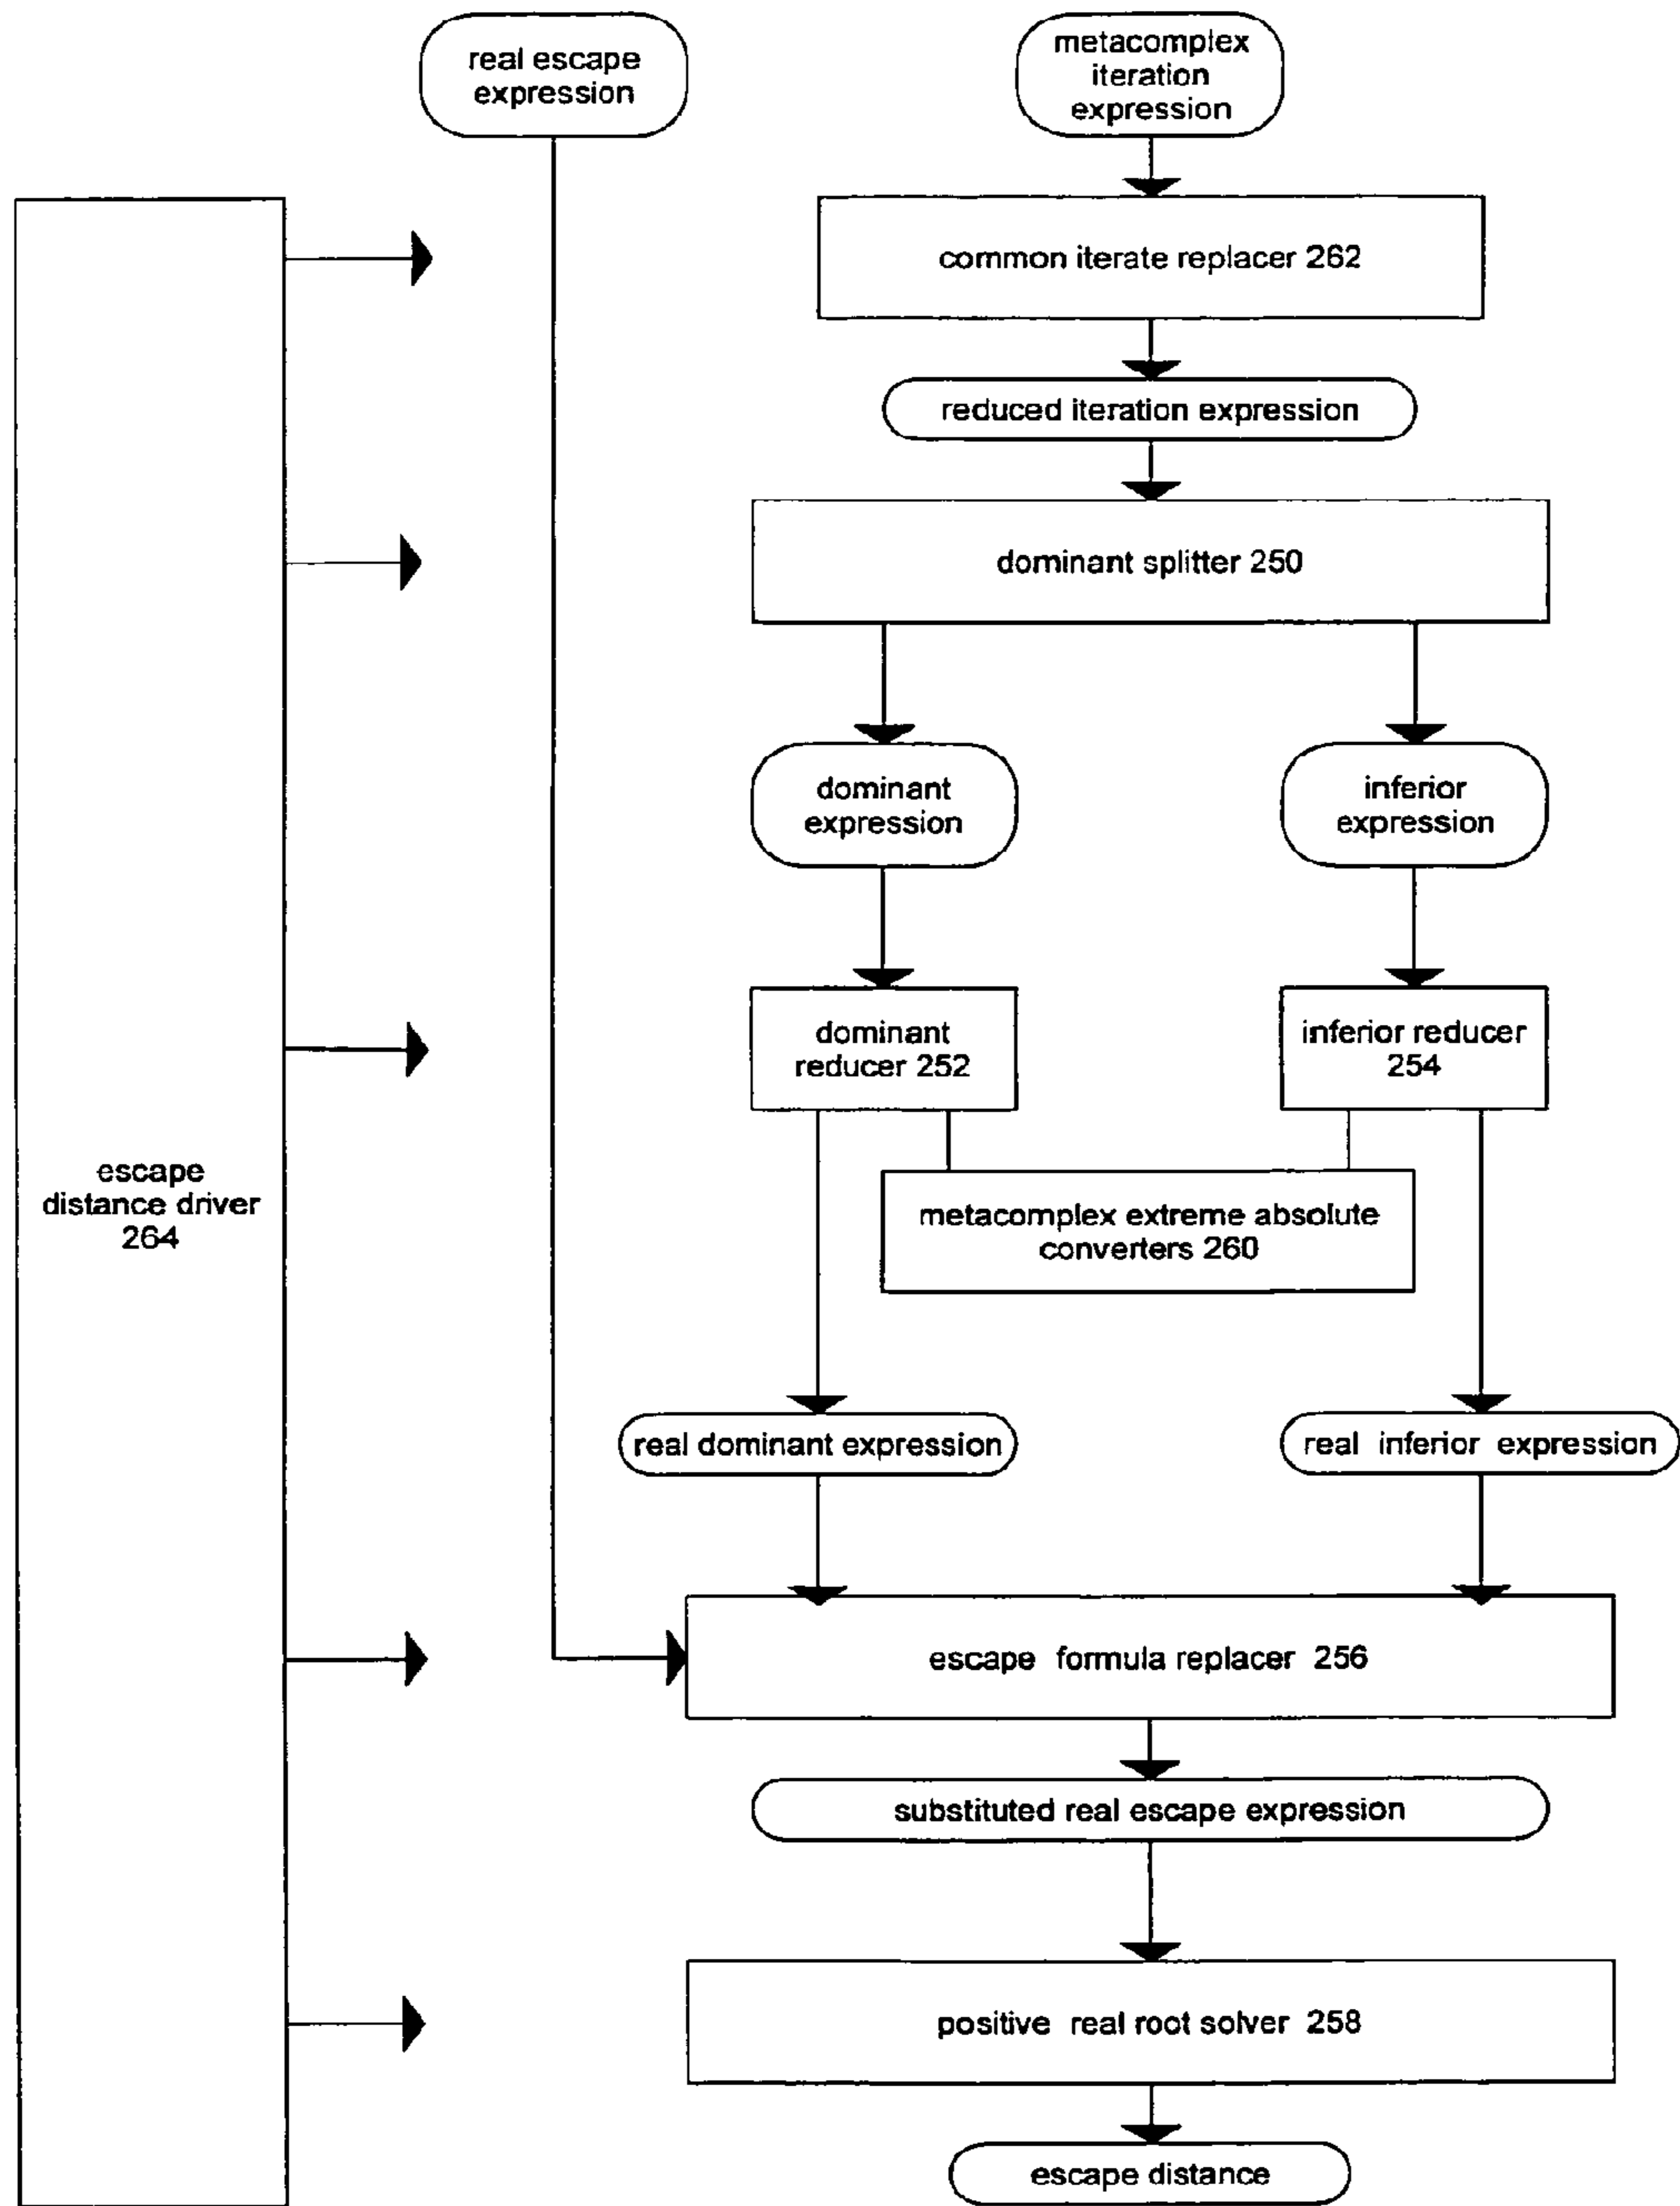 real escape
expression
metacomplex
iteration
expression
common iterate replacer 262
reduced iteration expression
dominant splitter 250
dominant
expression
inferior
expression
dominant
reducer 252
inferior reducer
254
escape
distance driver
264
metacomplex extreme absolute
converters 260
real dominant expression
real inferior expression
escape formula replacer 256
substituted real escape expression
positive real root solver 258
escape distance